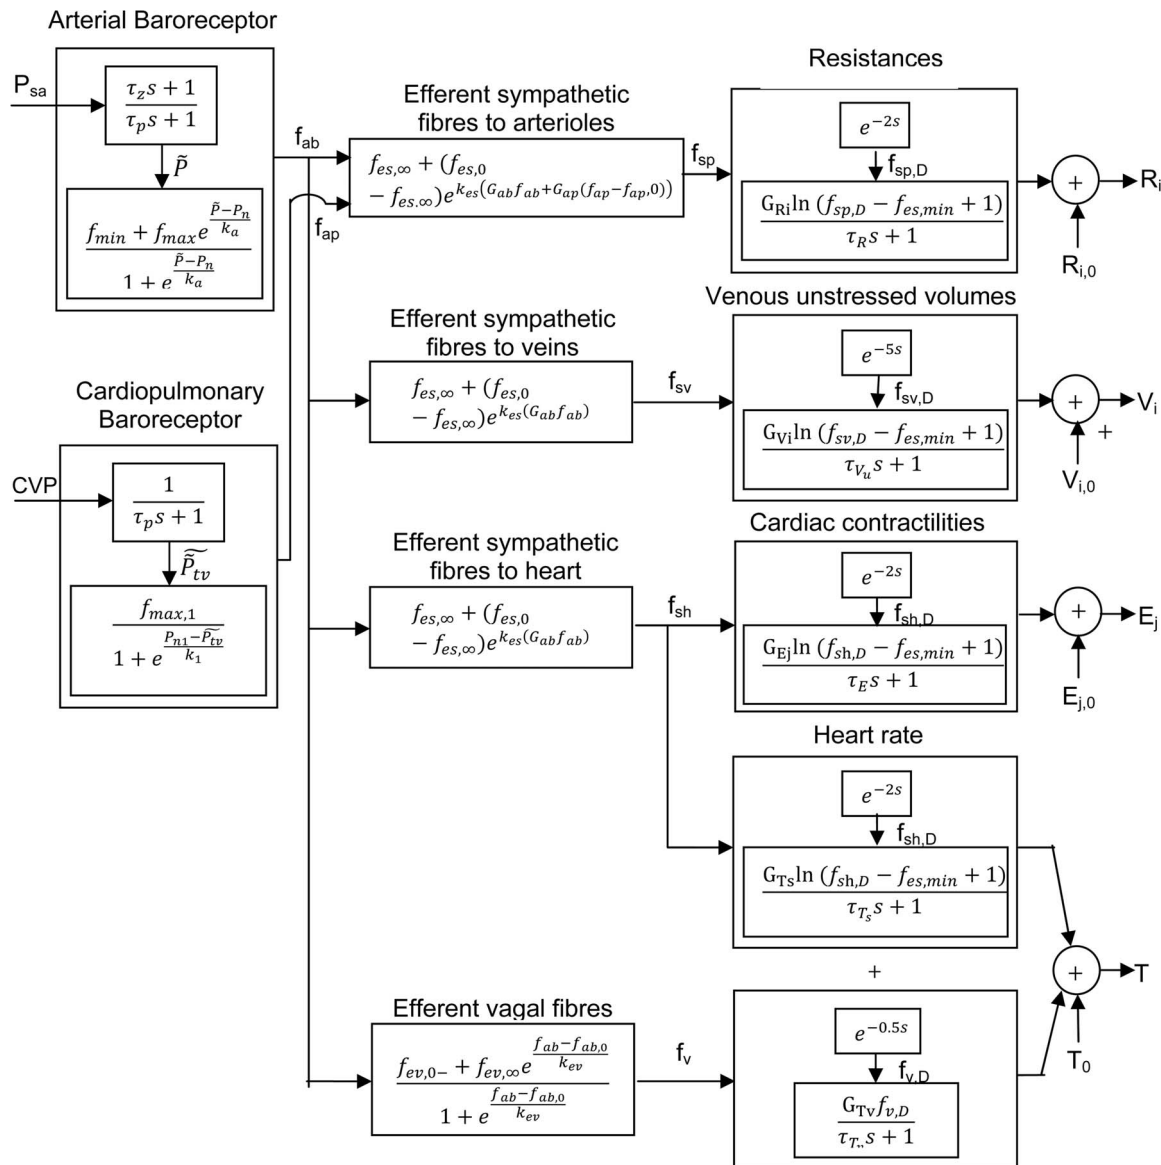 Arterial Baroreceptor
P_sa
τ_z s + 1
τ_p s + 1
P̃
f_min + f_max e^((P̃−P_n)/k_a)
1 + e^((P̃−P_n)/k_a)
f_ab
f_ap
Cardiopulmonary
Baroreceptor
CVP
1
τ_p s + 1
P̃_tv
f_max,1
1 + e^((P_n1−P̃_tv)/k_1)
Efferent sympathetic
fibres to arterioles
f_es,∞ + (f_es,0
− f_es.∞)e^(k_es(G_ab f_ab+G_ap(f_ap−f_ap,0)))
f_sp
Resistances
e^(−2s)
f_sp,D
G_Ri ln (f_sp,D − f_es,min + 1)
τ_R s + 1
+
R_i
R_i,0
Efferent sympathetic
fibres to veins
f_es,∞ + (f_es,0
− f_es,∞)e^(k_es(G_ab f_ab))
f_sv
Venous unstressed volumes
e^(−5s)
f_sv,D
G_Vi ln (f_sv,D − f_es,min + 1)
τ_V_u s + 1
+
V_i
+
V_i,0
Efferent sympathetic
fibres to heart
f_es,∞ + (f_es,0
− f_es,∞)e^(k_es(G_ab f_ab))
f_sh
Cardiac contractilities
e^(−2s)
f_sh,D
G_Ej ln (f_sh,D − f_es,min + 1)
τ_E s + 1
+
E_j
E_j,0
Heart rate
e^(−2s)
f_sh,D
G_Ts ln (f_sh,D − f_es,min + 1)
τ_T_s s + 1
+
+
T
T_0
Efferent vagal fibres
f_ev,0− + f_ev,∞ e^((f_ab−f_ab,0)/k_ev)
1 + e^((f_ab−f_ab,0)/k_ev)
f_v
e^(−0.5s)
f_v,D
G_Tv f_v,D
τ_T_v s + 1